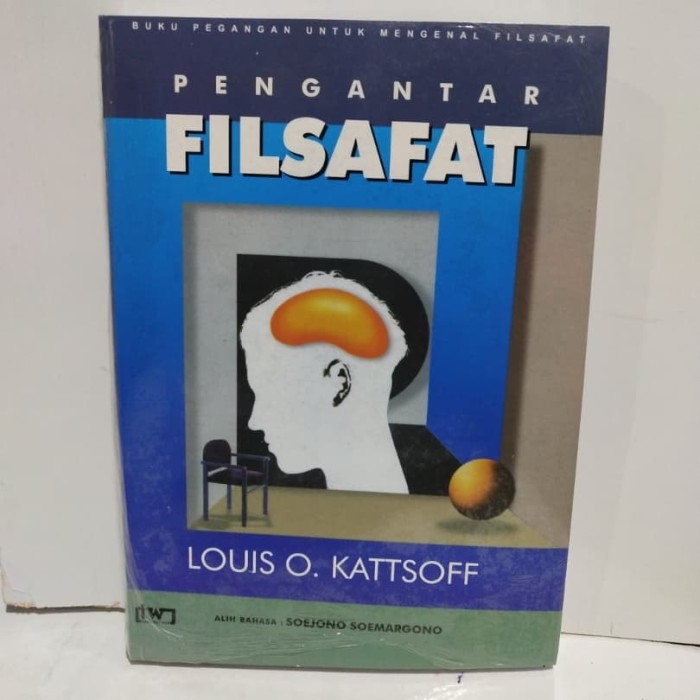 BUKU PEGANGAN UNTUK MENGENAL FILSAFAT
PENGANTAR
FILSAFAT
LOUIS O. KATTSOFF
ALIH BAHASA : SOEJONO SOEMARGONO